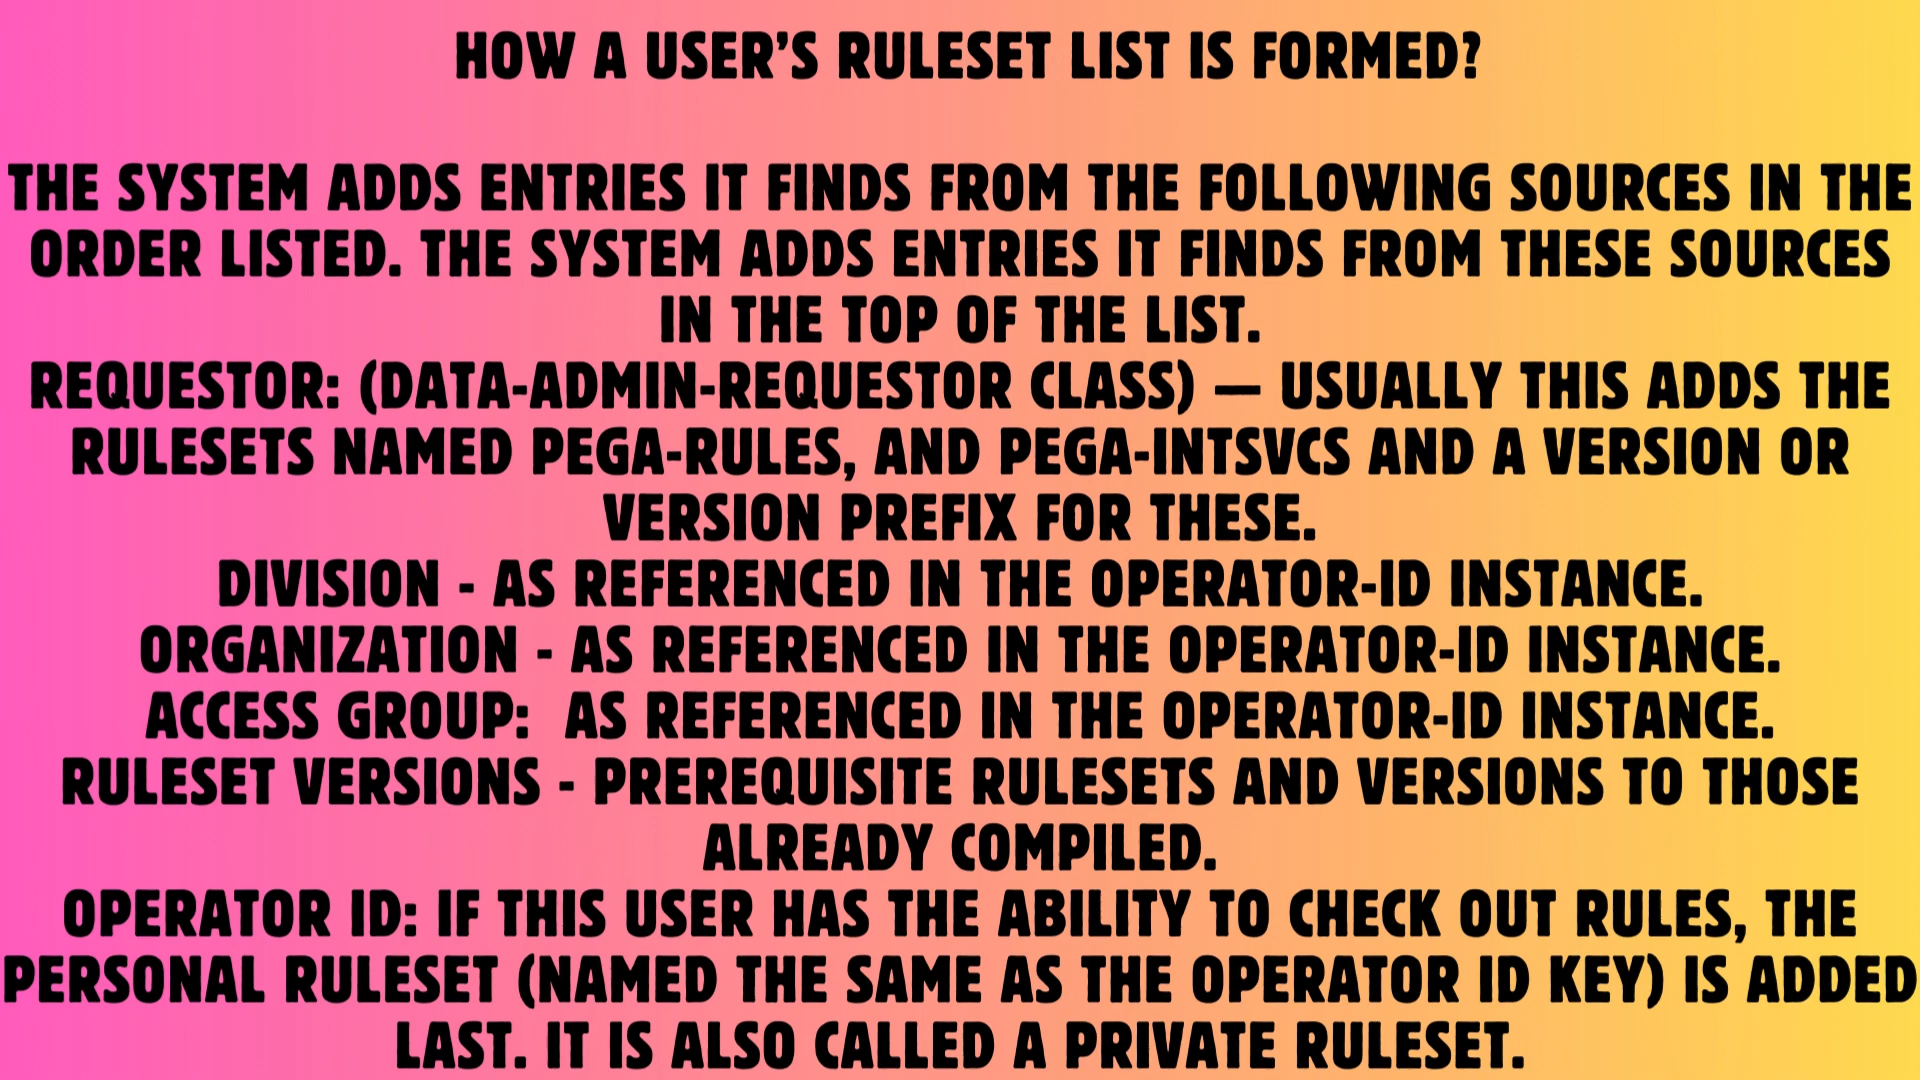 HOW A USER'S RULESET LIST IS FORMED?
THE SYSTEM ADDS ENTRIES IT FINDS FROM THE FOLLOWING SOURCES IN THE
ORDER LISTED. THE SYSTEM ADDS ENTRIES IT FINDS FROM THESE SOURCES
IN THE TOP OF THE LIST.
REQUESTOR: (DATA-ADMIN-REQUESTOR CLASS) — USUALLY THIS ADDS THE
RULESETS NAMED PEGA-RULES, AND PEGA-INTSVCS AND A VERSION OR
VERSION PREFIX FOR THESE.
DIVISION - AS REFERENCED IN THE OPERATOR-ID INSTANCE.
ORGANIZATION - AS REFERENCED IN THE OPERATOR-ID INSTANCE.
ACCESS GROUP:  AS REFERENCED IN THE OPERATOR-ID INSTANCE.
RULESET VERSIONS - PREREQUISITE RULESETS AND VERSIONS TO THOSE
ALREADY COMPILED.
OPERATOR ID: IF THIS USER HAS THE ABILITY TO CHECK OUT RULES, THE
PERSONAL RULESET (NAMED THE SAME AS THE OPERATOR ID KEY) IS ADDED
LAST. IT IS ALSO CALLED A PRIVATE RULESET.